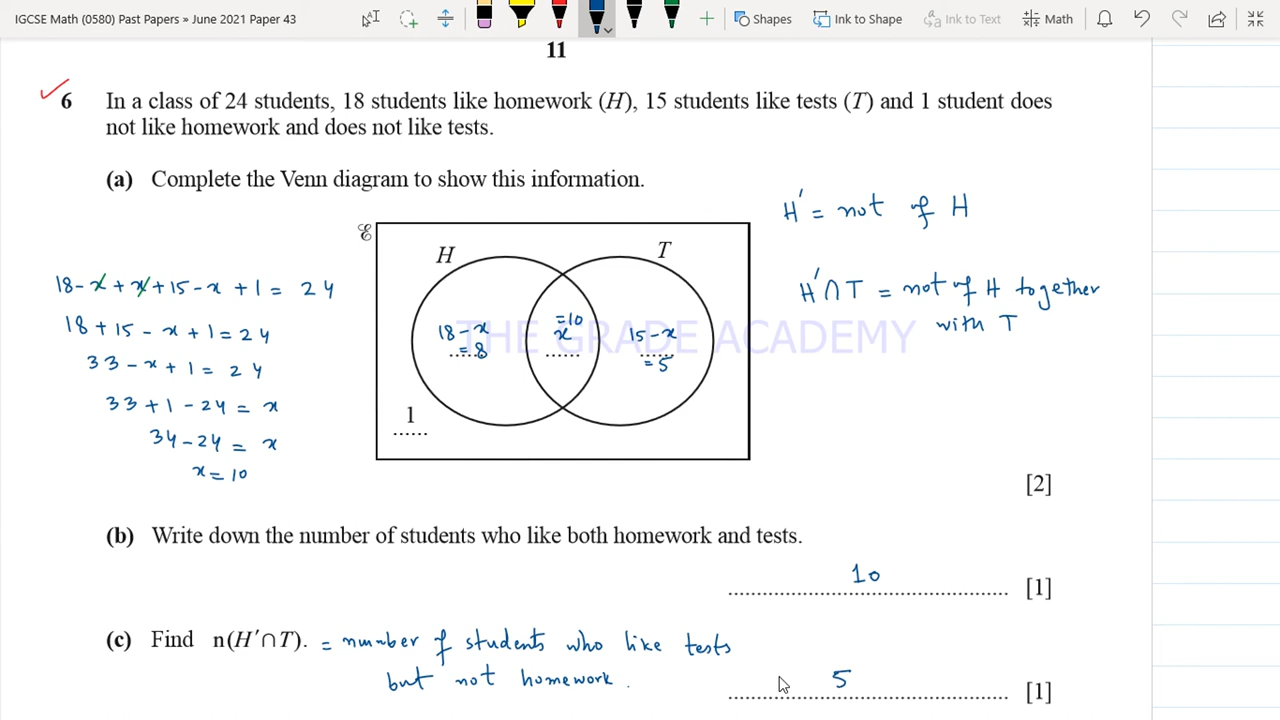 IGCSE Math (0580) Past Papers » June 2021 Paper 43
Shapes
Ink to Shape
Ink to Text
Math
11
6 In a class of 24 students, 18 students like homework (H), 15 students like tests (T) and 1 student does
not like homework and does not like tests.
(a) Complete the Venn diagram to show this information.
H' = not of H
ℰ
H
T
18-x + x + 15-x + 1 = 24
H'∩T = not of H together
with T
18+15 - x + 1 = 24
18-x
= 8
=10
x
15-x
= 5
THE GRADE ACADEMY
33 - x + 1 = 24
33 + 1 - 24 = x
1
34 - 24 = x
x = 10
[2]
(b) Write down the number of students who like both homework and tests.
10
[1]
(c) Find n(H'∩T). = number of students who like tests
but not homework.
5
[1]